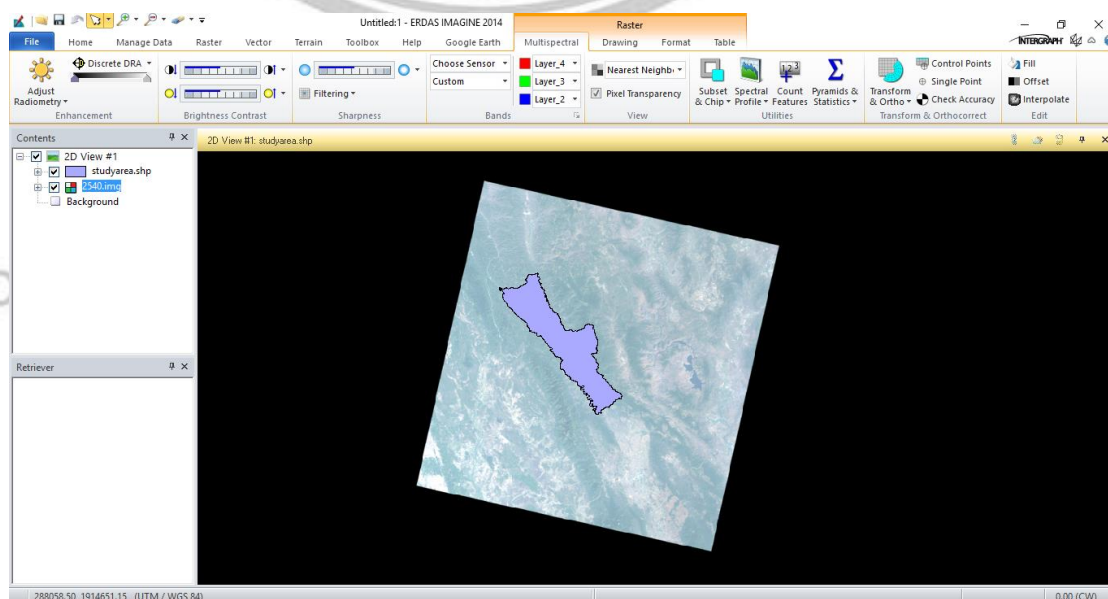 Untitled:1 - ERDAS IMAGINE 2014
Raster
File Home Manage Data Raster Vector Terrain Toolbox Help Google Earth Multispectral Drawing Format Table
INTERGRAPH
Discrete DRA
Adjust
Radiometry
Enhancement
Brightness Contrast
Filtering
Sharpness
Choose Sensor
Custom
Layer_4
Layer_3
Layer_2
Bands
Nearest Neighb
Pixel Transparency
View
Subset
& Chip
Spectral
Profile
1 2 3
Count
Features
Σ
Pyramids &
Statistics
Utilities
Transform
& Ortho
Control Points
Single Point
Check Accuracy
Transform & Orthocorrect
Fill
Offset
Interpolate
Edit
Contents
2D View #1
studyarea.shp
2540.img
Background
Retriever
2D View #1: studyarea.shp
288058.50, 1914651.15 (UTM / WGS 84)
0.00 (CW)